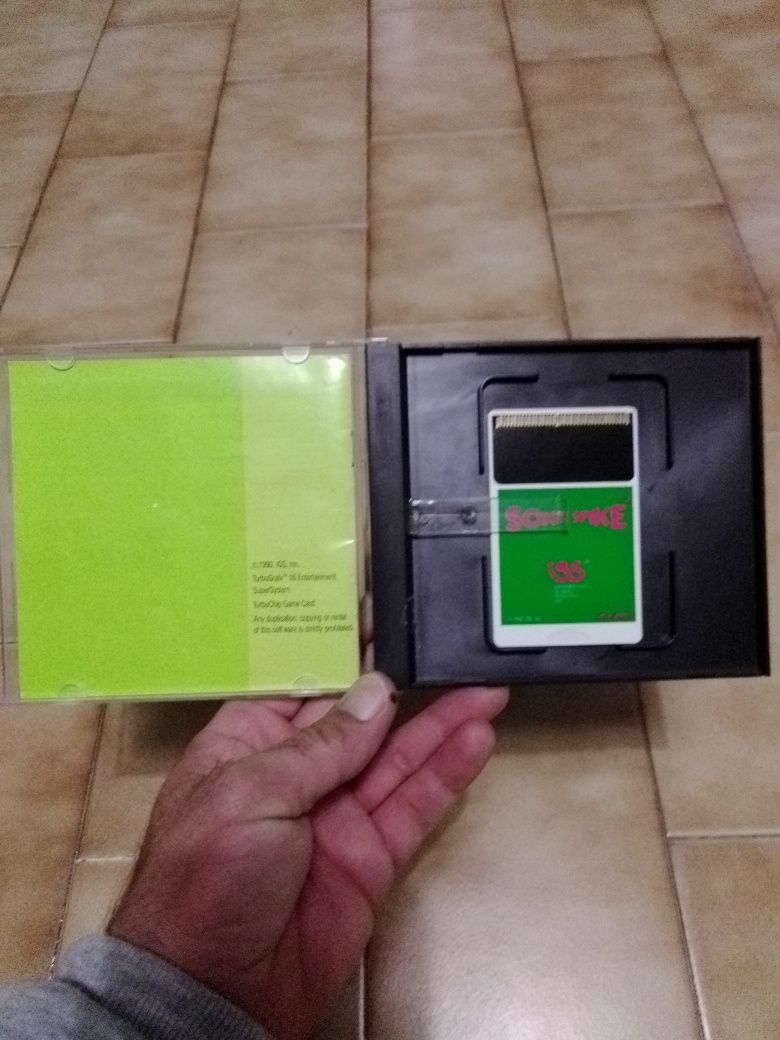 ©1990, IGS, Inc.
TurboGrafx™ 16 Entertainment
SuperSystem
TurboChip Game Card
Any duplication, copying or rental
of this software is strictly prohibited.
SONIC SPIKE
IGS